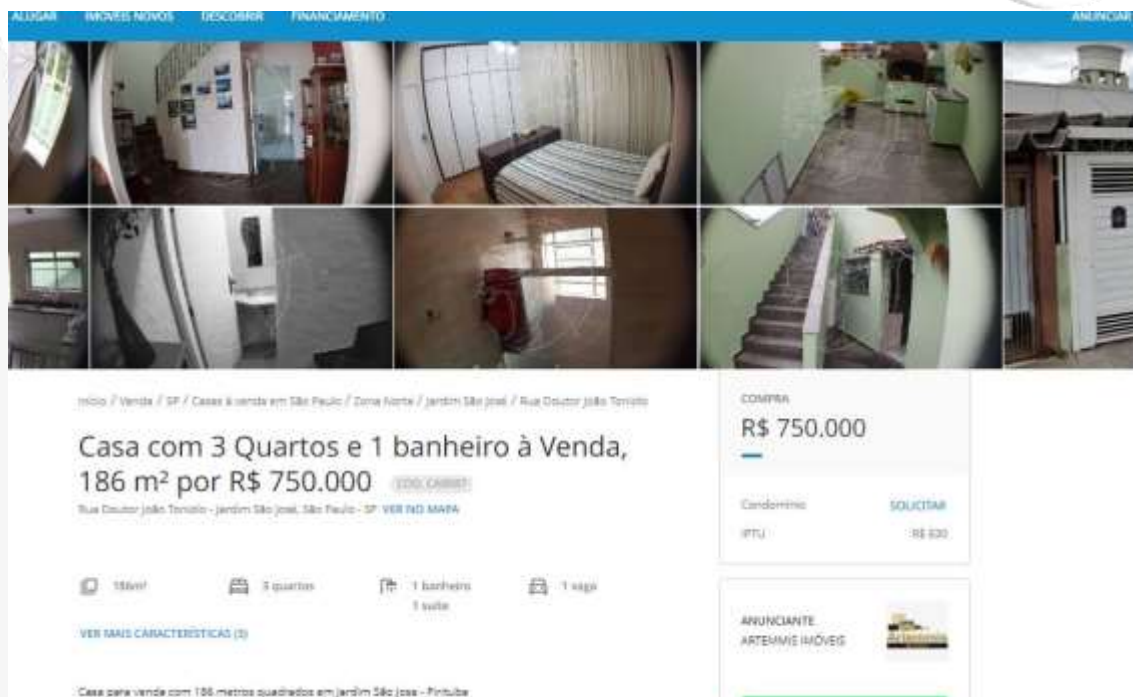 ALUGAR IMÓVEIS NOVOS DESCOBRIR FINANCIAMENTO ANUNCIAR
Início / Venda / SP / Casas à venda em São Paulo / Zona Norte / Jardim São José / Rua Doutor João Toniolo
Casa com 3 Quartos e 1 banheiro à Venda,
186 m² por R$ 750.000
Rua Doutor João Toniolo - Jardim São José, São Paulo - SP VER NO MAPA
186m² 3 quartos 1 banheiro 1 vaga
1 suíte
VER MAIS CARACTERÍSTICAS (3)
Casa para venda com 186 metros quadrados em Jardim São Jose - Pirituba
COMPRA
R$ 750.000
Condomínio SOLICITAR
IPTU
ANUNCIANTE
ARTEMMIS IMÓVEIS